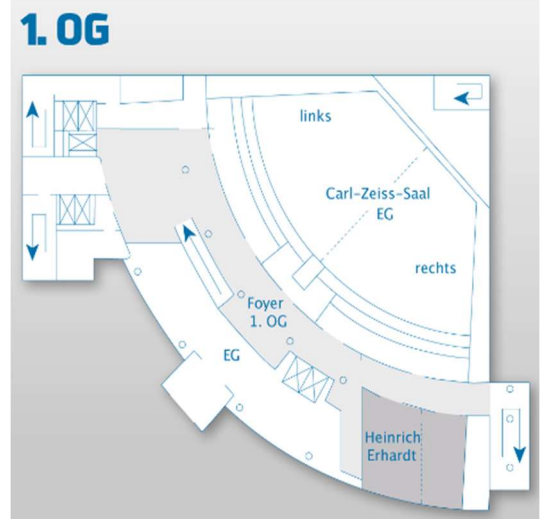 1. OG
links
Carl-Zeiss-Saal
EG
rechts
Foyer
1. OG
EG
Heinrich
Erhardt